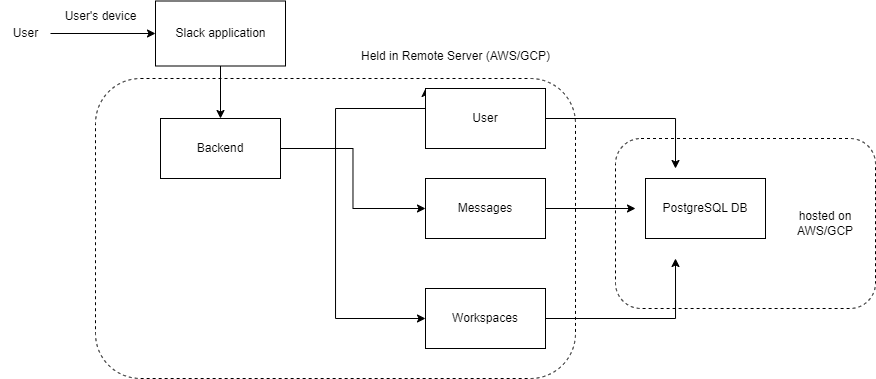 User's device
User
Slack application
Held in Remote Server (AWS/GCP)
User
Backend
Messages
PostgreSQL DB
hosted on
AWS/GCP
Workspaces